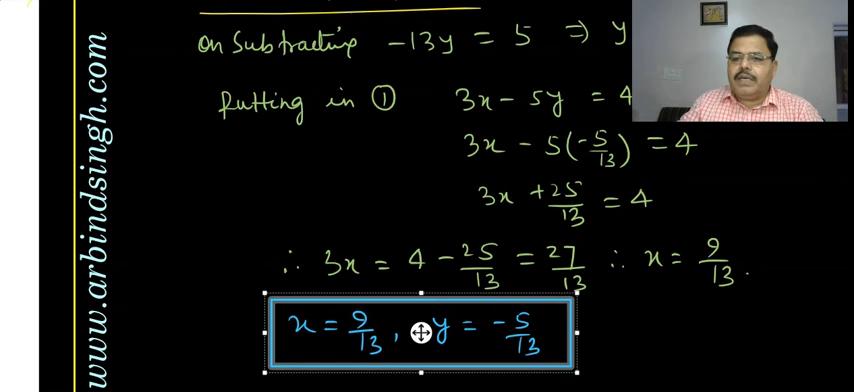 on Subtracting -13y = 5 ⇒ y
Putting in ① 3x - 5y = 4
3x - 5(-5/13) = 4
3x + 25/13 = 4
∴ 3x = 4 - 25/13 = 27/13 ∴ x = 9/13.
x = 9/13, y = -5/13
www.arbindsingh.com